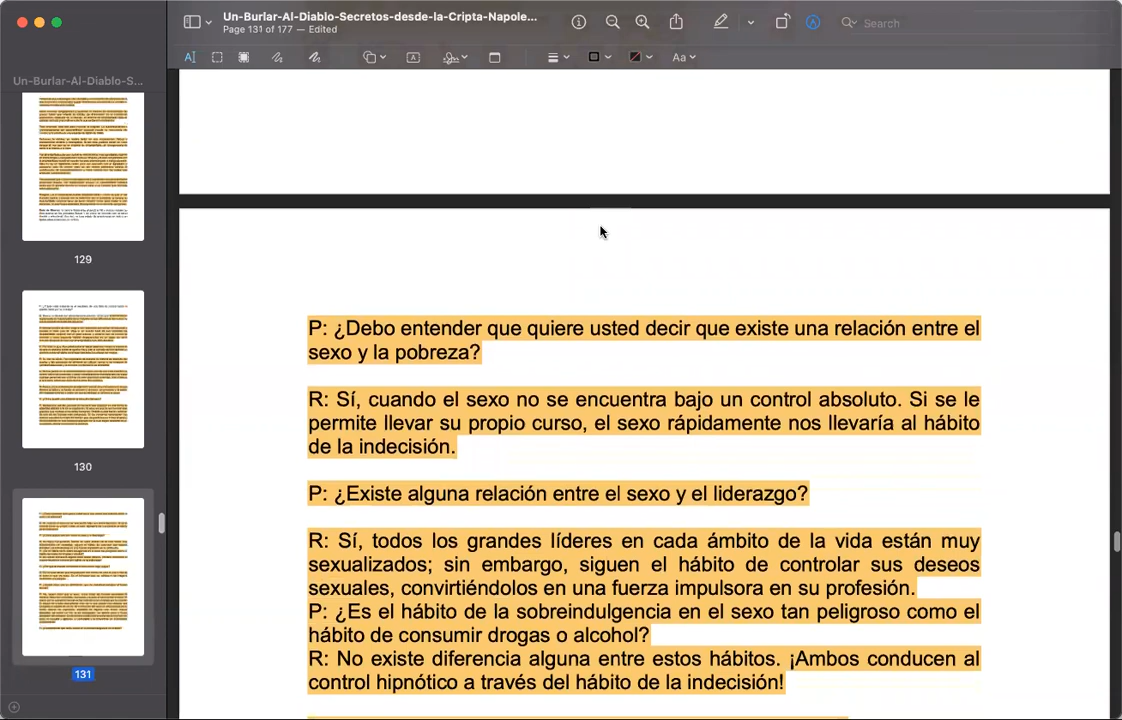 Un-Burlar-Al-Diablo-Secretos-desde-la-Cripta-Napole...
Page 131 of 177 — Edited
Search
Aa
Un-Burlar-Al-Diablo-S...
129
130
131
P: ¿Debo entender que quiere usted decir que existe una relación entre el
sexo y la pobreza?
R: Sí, cuando el sexo no se encuentra bajo un control absoluto. Si se le
permite llevar su propio curso, el sexo rápidamente nos llevaría al hábito
de la indecisión.
P: ¿Existe alguna relación entre el sexo y el liderazgo?
R: Sí, todos los grandes líderes en cada ámbito de la vida están muy
sexualizados; sin embargo, siguen el hábito de controlar sus deseos
sexuales, convirtiéndolos en una fuerza impulsora en su profesión.
P: ¿Es el hábito de la sobreindulgencia en el sexo tan peligroso como el
hábito de consumir drogas o alcohol?
R: No existe diferencia alguna entre estos hábitos. ¡Ambos conducen al
control hipnótico a través del hábito de la indecisión!